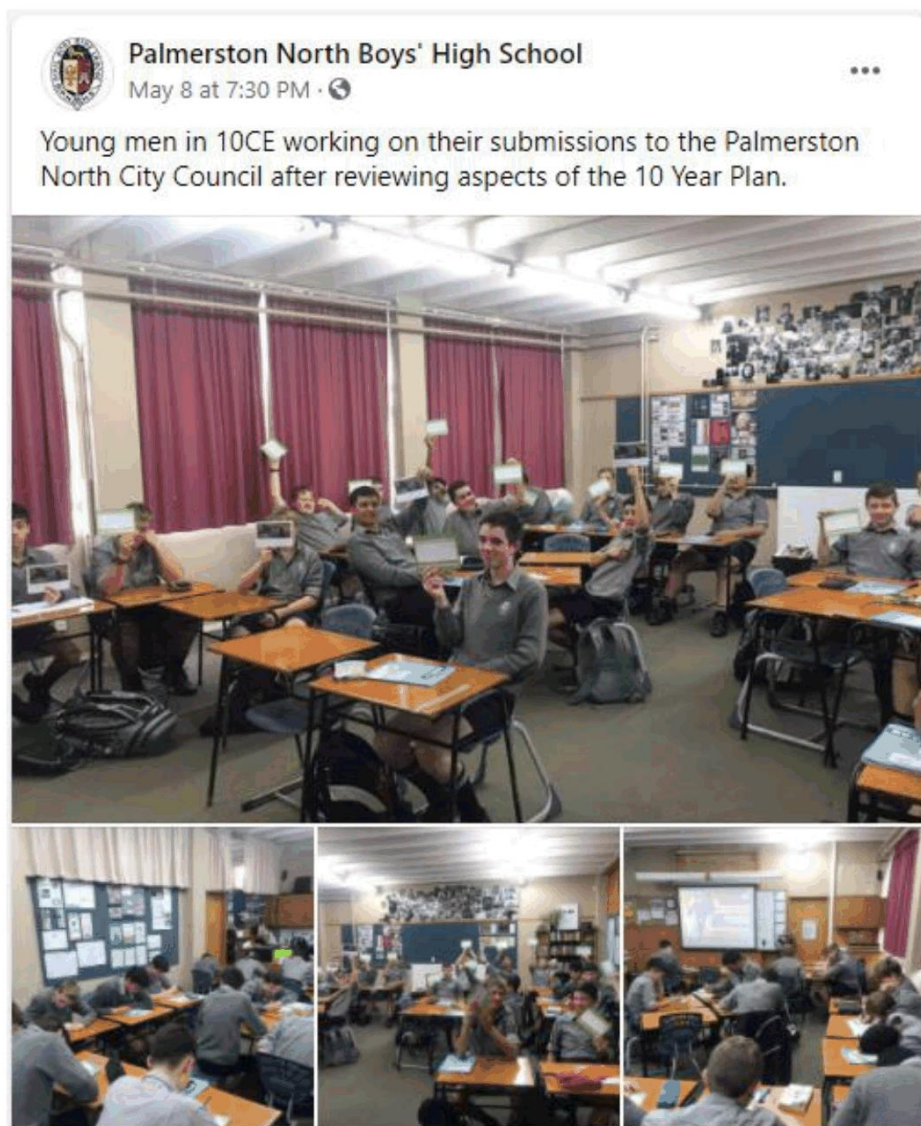 Palmerston North Boys' High School
May 8 at 7:30 PM ·
Young men in 10CE working on their submissions to the Palmerston
North City Council after reviewing aspects of the 10 Year Plan.